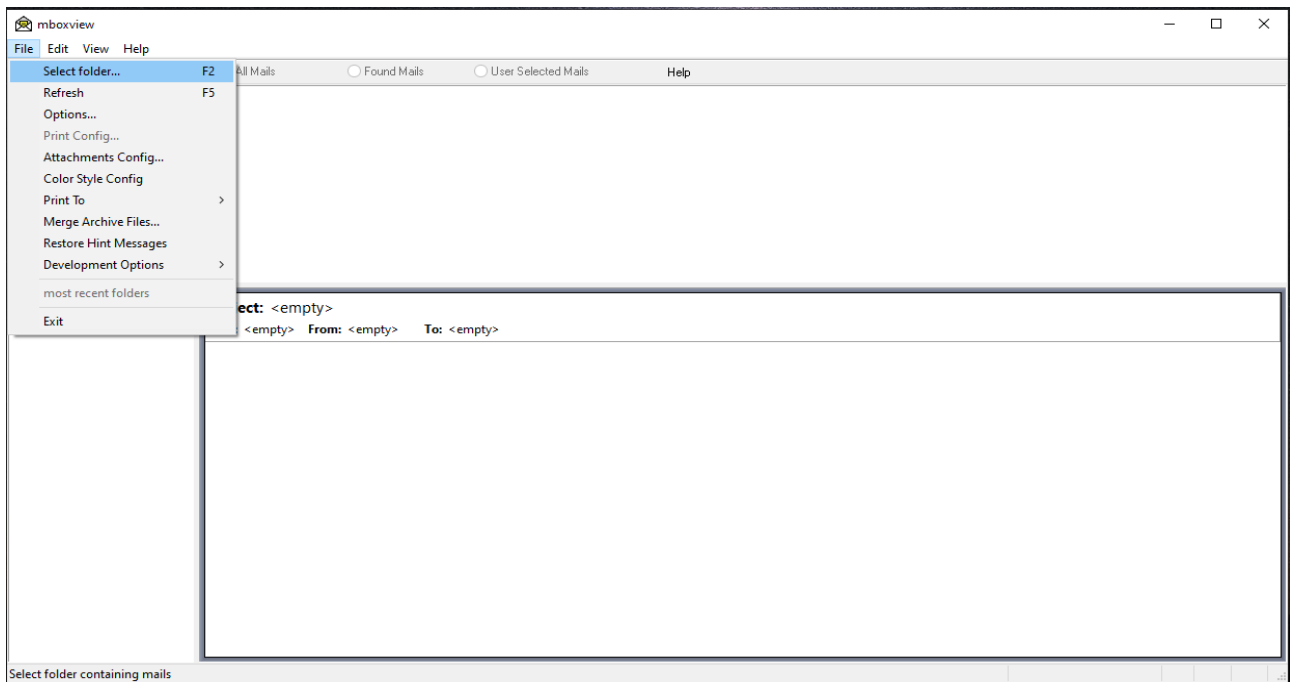 mboxview
File Edit View Help
Select folder... F2 All Mails Found Mails User Selected Mails Help
Refresh F5
Options...
Print Config...
Attachments Config...
Color Style Config
Print To >
Merge Archive Files...
Restore Hint Messages
Development Options >
most recent folders
Exit
ect: <empty>
: <empty> From: <empty> To: <empty>
Select folder containing mails